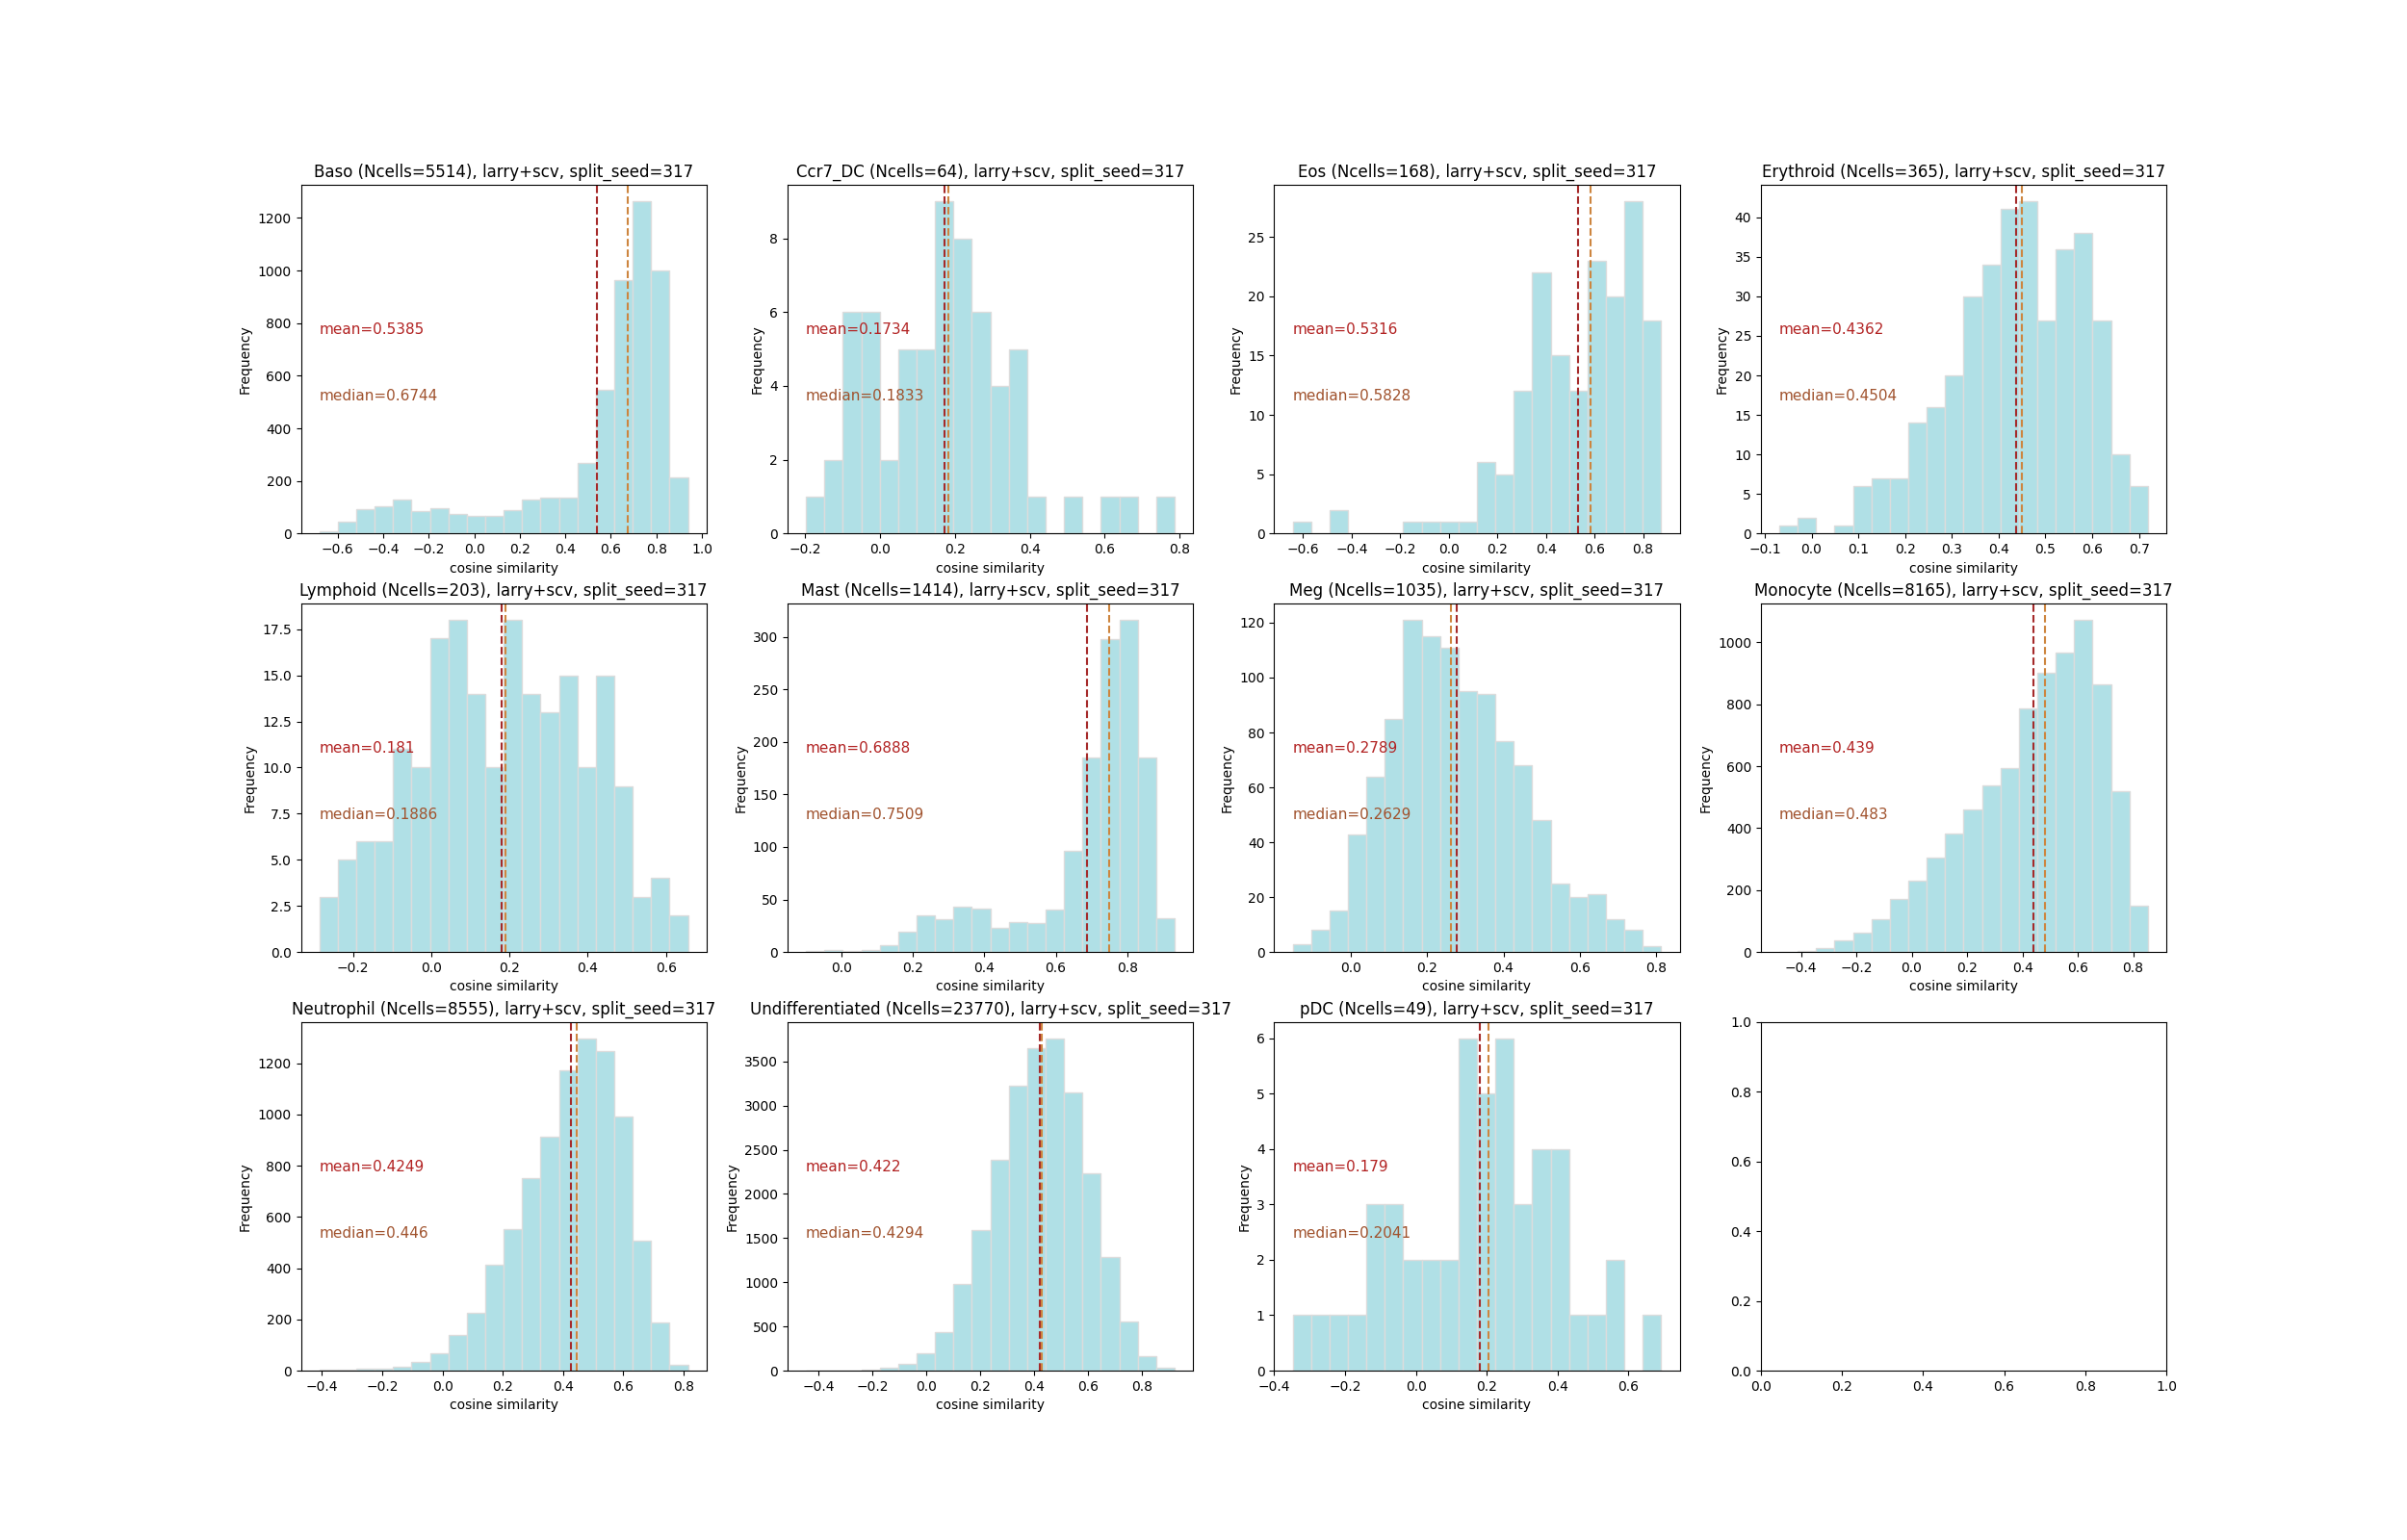 Baso (Ncells=5514), larry+scv, split_seed=317
Frequency
1200
1000
800
600
400
200
0
mean=0.5385
median=0.6744
−0.6 −0.4 −0.2 0.0 0.2 0.4 0.6 0.8 1.0
cosine similarity
Ccr7_DC (Ncells=64), larry+scv, split_seed=317
Frequency
8
6
4
2
0
mean=0.1734
median=0.1833
−0.2 0.0 0.2 0.4 0.6 0.8
cosine similarity
Eos (Ncells=168), larry+scv, split_seed=317
Frequency
25
20
15
10
5
0
mean=0.5316
median=0.5828
−0.6 −0.4 −0.2 0.0 0.2 0.4 0.6 0.8
cosine similarity
Erythroid (Ncells=365), larry+scv, split_seed=317
Frequency
40
35
30
25
20
15
10
5
0
mean=0.4362
median=0.4504
−0.1 0.0 0.1 0.2 0.3 0.4 0.5 0.6 0.7
cosine similarity
Lymphoid (Ncells=203), larry+scv, split_seed=317
Frequency
17.5
15.0
12.5
10.0
7.5
5.0
2.5
0.0
mean=0.181
median=0.1886
−0.2 0.0 0.2 0.4 0.6
cosine similarity
Mast (Ncells=1414), larry+scv, split_seed=317
Frequency
300
250
200
150
100
50
0
mean=0.6888
median=0.7509
0.0 0.2 0.4 0.6 0.8
cosine similarity
Meg (Ncells=1035), larry+scv, split_seed=317
Frequency
120
100
80
60
40
20
0
mean=0.2789
median=0.2629
0.0 0.2 0.4 0.6 0.8
cosine similarity
Monocyte (Ncells=8165), larry+scv, split_seed=317
Frequency
1000
800
600
400
200
0
mean=0.439
median=0.483
−0.4 −0.2 0.0 0.2 0.4 0.6 0.8
cosine similarity
Neutrophil (Ncells=8555), larry+scv, split_seed=317
Frequency
1200
1000
800
600
400
200
0
mean=0.4249
median=0.446
−0.4 −0.2 0.0 0.2 0.4 0.6 0.8
cosine similarity
Undifferentiated (Ncells=23770), larry+scv, split_seed=317
Frequency
3500
3000
2500
2000
1500
1000
500
0
mean=0.422
median=0.4294
−0.4 −0.2 0.0 0.2 0.4 0.6 0.8
cosine similarity
pDC (Ncells=49), larry+scv, split_seed=317
Frequency
6
5
4
3
2
1
0
mean=0.179
median=0.2041
−0.4 −0.2 0.0 0.2 0.4 0.6
cosine similarity
1.0
0.8
0.6
0.4
0.2
0.0
0.0 0.2 0.4 0.6 0.8 1.0